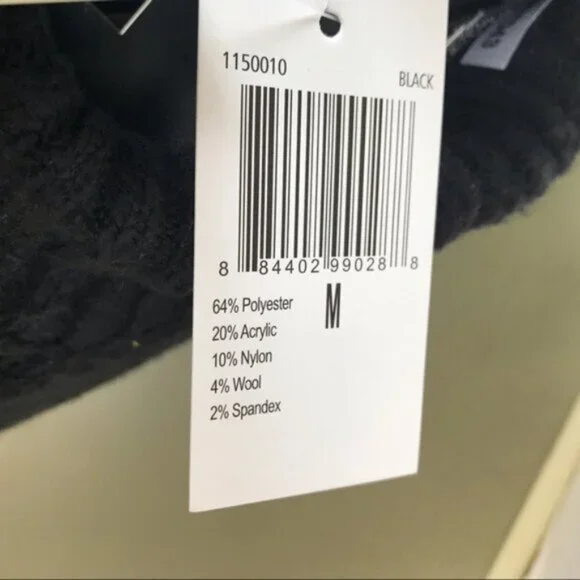 1150010
BLACK
8 84402 99028 8
M
64% Polyester
20% Acrylic
10% Nylon
4% Wool
2% Spandex